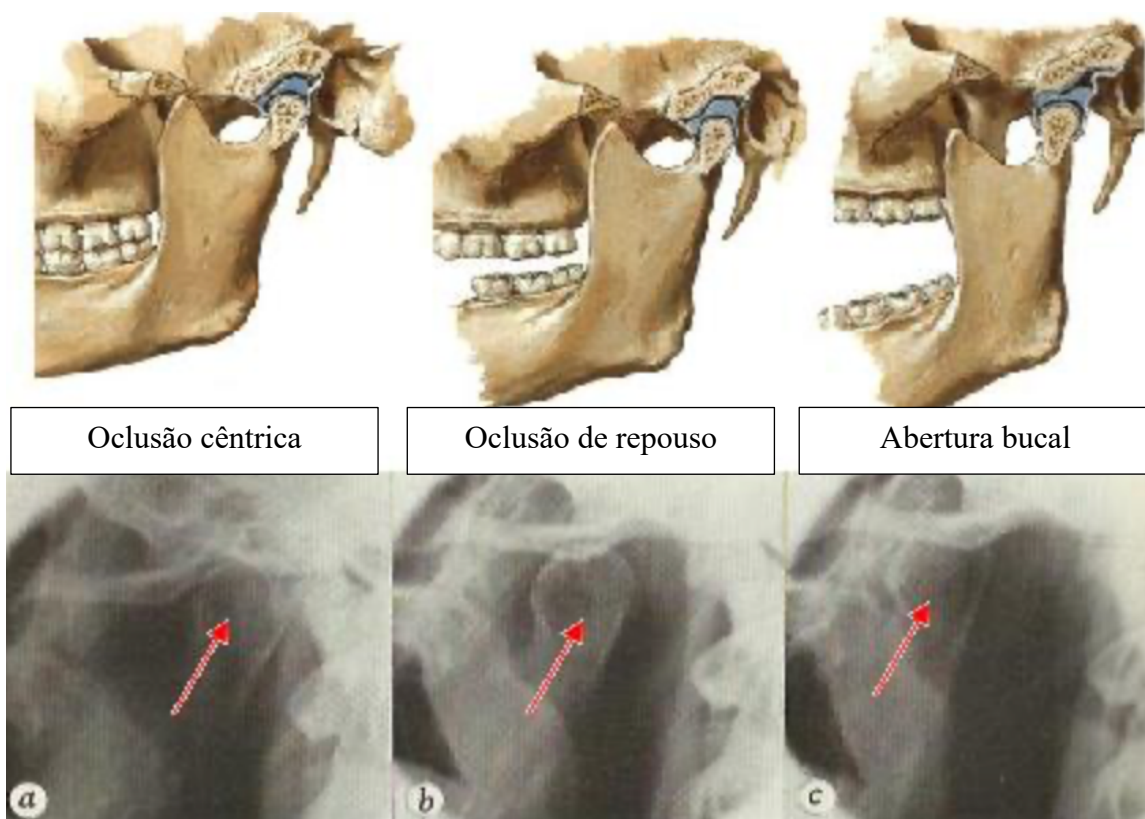 Oclusão cêntrica
Oclusão de repouso
Abertura bucal
a
b
c